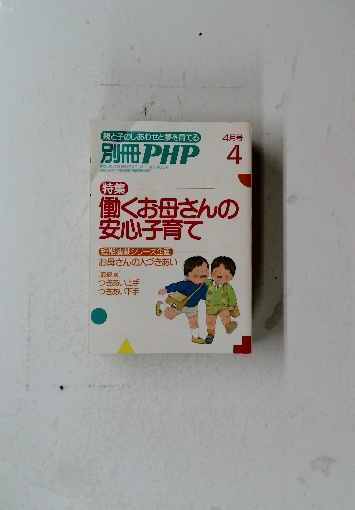 親と子のしあわせと夢を育てる
別冊PHP
4月号
4
特集
働くお母さんの
安心子育て
お母さんの人づきあい
つきあい上手
つきあい下手